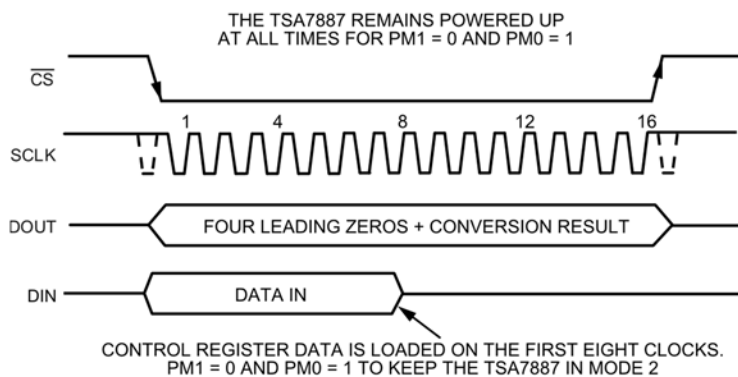 THE TSA7887 REMAINS POWERED UP
AT ALL TIMES FOR PM1 = 0 AND PM0 = 1
CS
1 4 8 12 16
SCLK
DOUT FOUR LEADING ZEROS + CONVERSION RESULT
DIN DATA IN
CONTROL REGISTER DATA IS LOADED ON THE FIRST EIGHT CLOCKS.
PM1 = 0 AND PM0 = 1 TO KEEP THE TSA7887 IN MODE 2